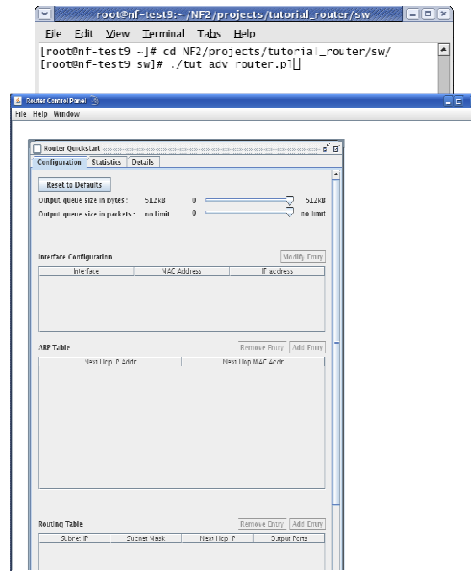 root@nf-test9:~/NF2/projects/tutorial_router/sw
File Edit View Terminal Tabs Help
[root@nf-test9 ~]# cd NF2/projects/tutorial_router/sw/
[root@nf-test9 sw]# ./tut_adv_router.pl
Router Control Panel
File Help Window
Router Quickstart
Configuration Statistics Details
Reset to Defaults
Output queue size in bytes: 512kB 0 512kB
Output queue size in packets: no limit 0 no limit
Interface Configuration Modify Entry
Interface MAC Address IP address
ARP Table Remove Entry Add Entry
Next Hop IP Addr Next Hop MAC Addr
Routing Table Remove Entry Add Entry
Subnet IP Subnet Mask Next Hop IP Output Ports